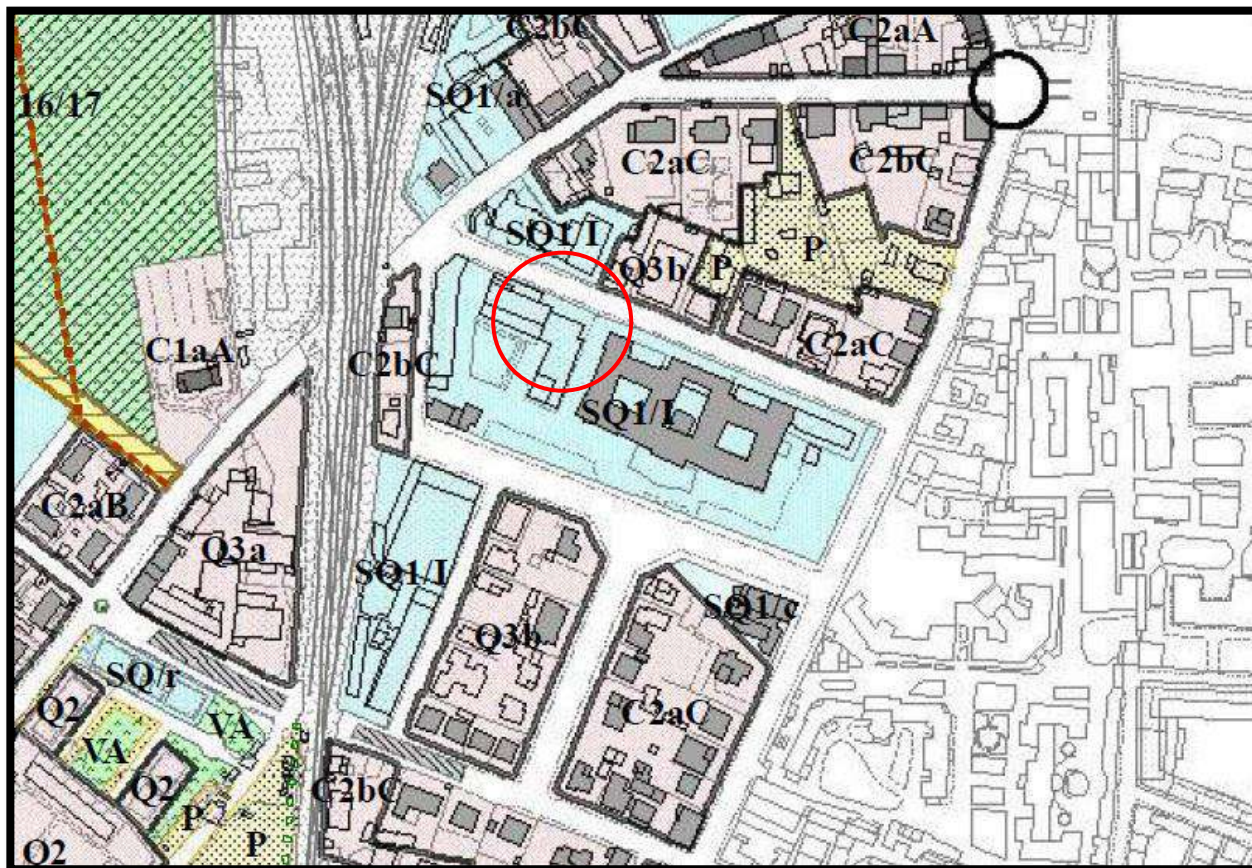 C2bC
C2aA
16/17
SQ1/a
C2aC
C2bC
SQ1/I
Q3b
P
P
C1aA
C2bC
C2aC
SQ1/I
C2aB
Q3a
SQ1/I
Q3b
SQ1/c
SQ/r
Q2
VA
VA
C2aC
Q2
P
C2bC
P
O2